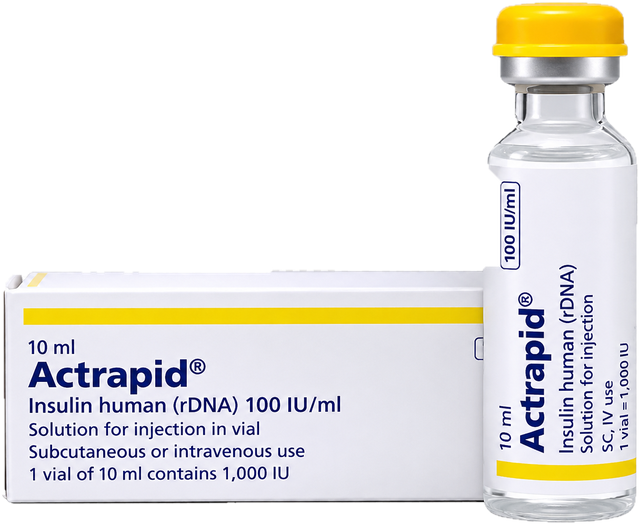 10 ml
Actrapid®
Insulin human (rDNA) 100 IU/ml
Solution for injection in vial
Subcutaneous or intravenous use
1 vial of 10 ml contains 1,000 IU
100 IU/ml
10 ml
Actrapid®
Insulin human (rDNA)
Solution for injection
SC, IV use
1 vial = 1,000 IU